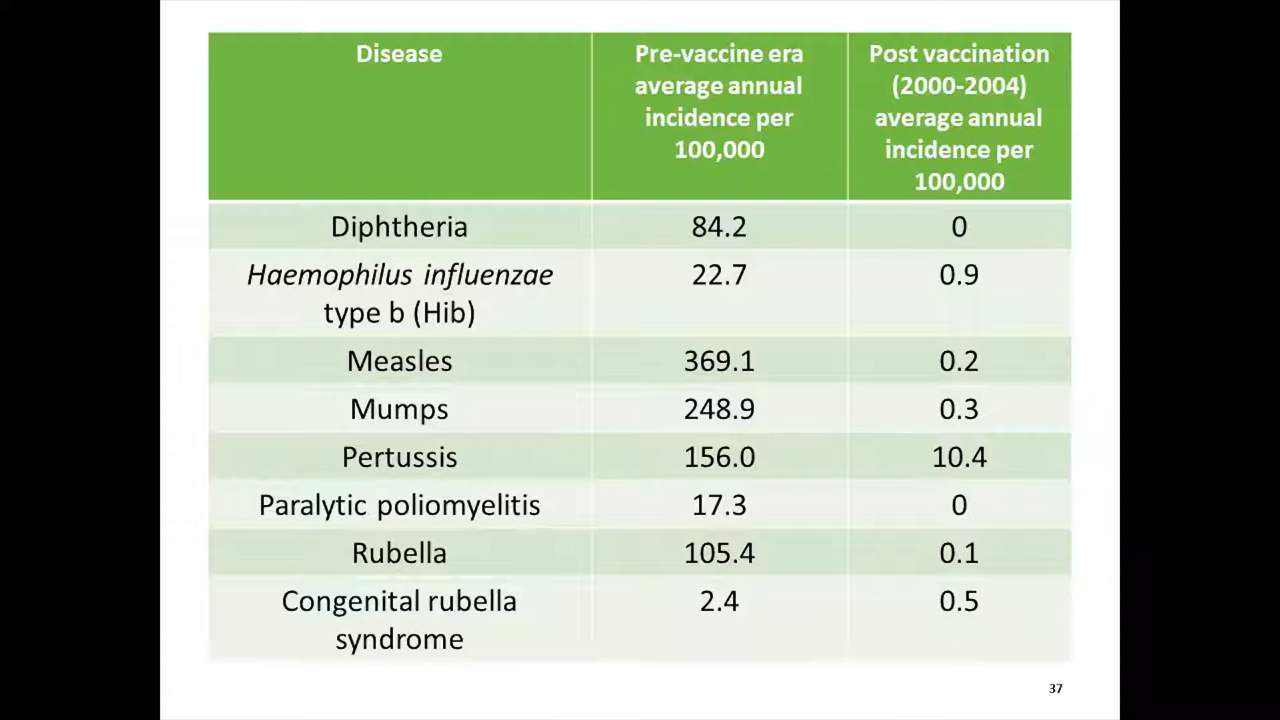 Disease
Pre-vaccine era
average annual
incidence per
100,000
Post vaccination
(2000-2004)
average annual
incidence per
100,000
Diphtheria 84.2 0
Haemophilus influenzae 22.7 0.9
type b (Hib)
Measles 369.1 0.2
Mumps 248.9 0.3
Pertussis 156.0 10.4
Paralytic poliomyelitis 17.3 0
Rubella 105.4 0.1
Congenital rubella 2.4 0.5
syndrome
37